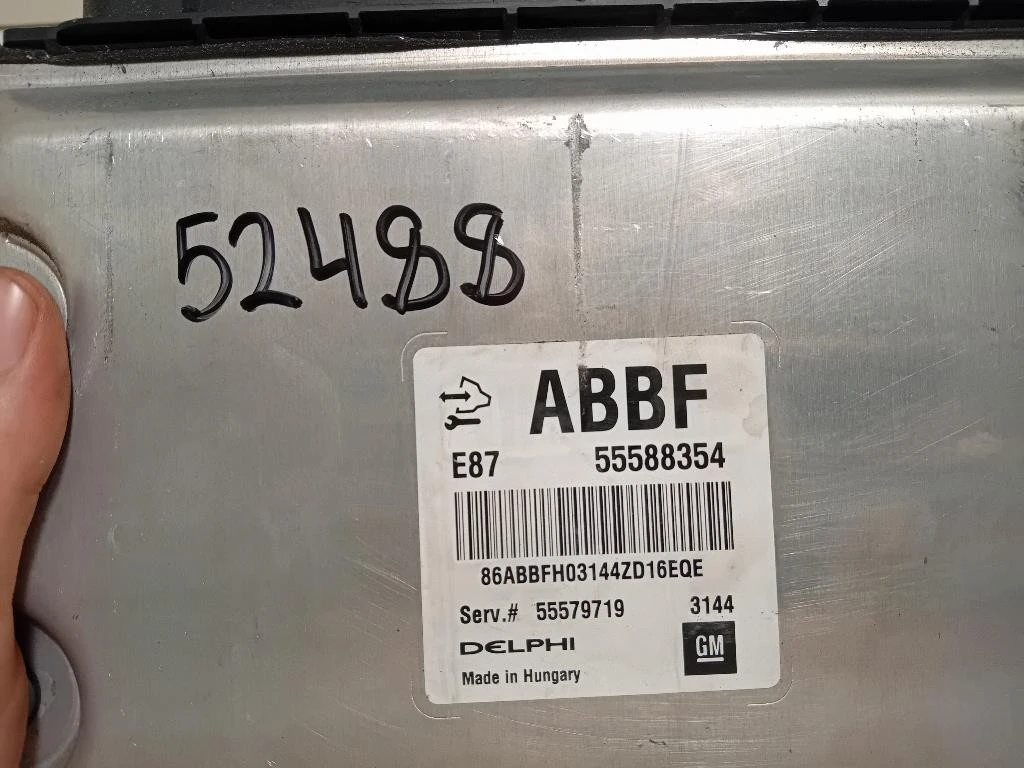 52488
ABBF
E87 55588354
86ABBFH03144ZD16EQE
Serv.# 55579719 3144
DELPHI GM
Made in Hungary